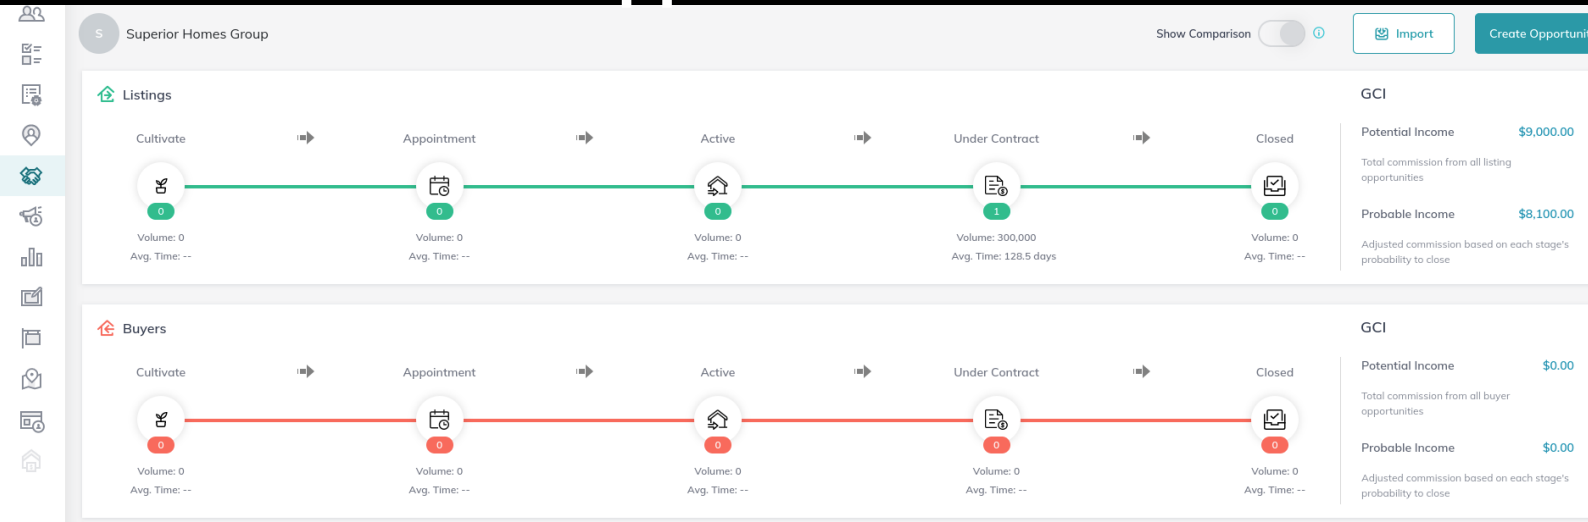 S
Superior Homes Group
Show Comparison
Import
Create Opportunit
Listings
Cultivate
Appointment
Active
Under Contract
Closed
0
0
0
1
0
Volume: 0
Volume: 0
Volume: 0
Volume: 300,000
Volume: 0
Avg. Time: --
Avg. Time: --
Avg. Time: --
Avg. Time: 128.5 days
Avg. Time: --
GCI
Potential Income
$9,000.00
Total commission from all listing
opportunities
Probable Income
$8,100.00
Adjusted commission based on each stage's
probability to close
Buyers
Cultivate
Appointment
Active
Under Contract
Closed
0
0
0
0
0
Volume: 0
Volume: 0
Volume: 0
Volume: 0
Volume: 0
Avg. Time: --
Avg. Time: --
Avg. Time: --
Avg. Time: --
Avg. Time: --
GCI
Potential Income
$0.00
Total commission from all buyer
opportunities
Probable Income
$0.00
Adjusted commission based on each stage's
probability to close